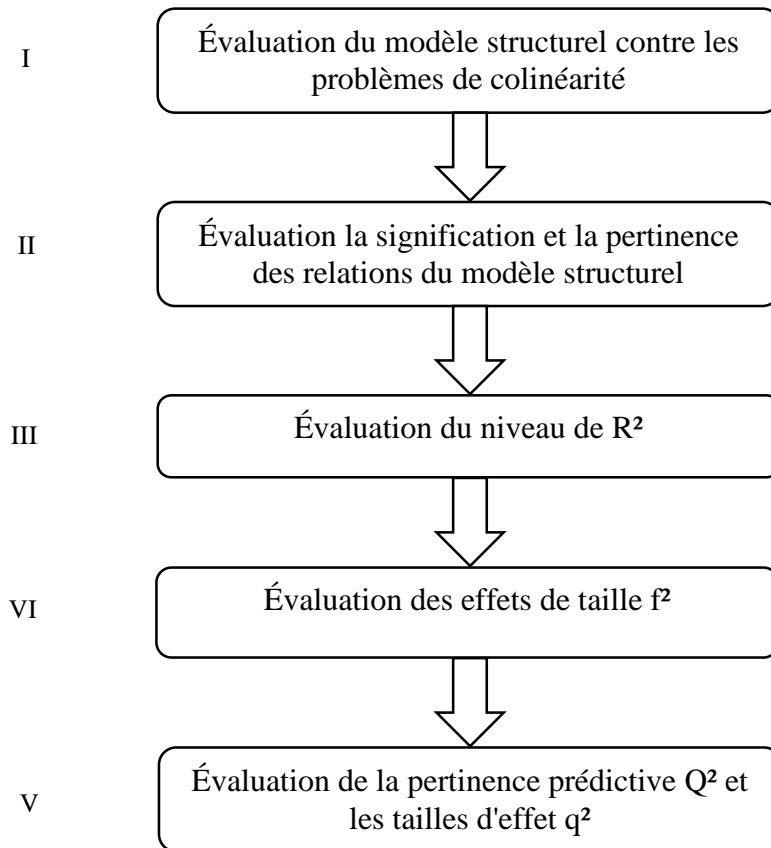 I
Évaluation du modèle structurel contre les
problèmes de colinéarité
II
Évaluation la signification et la pertinence
des relations du modèle structurel
III
Évaluation du niveau de R²
VI
Évaluation des effets de taille f²
V
Évaluation de la pertinence prédictive Q² et
les tailles d'effet q²